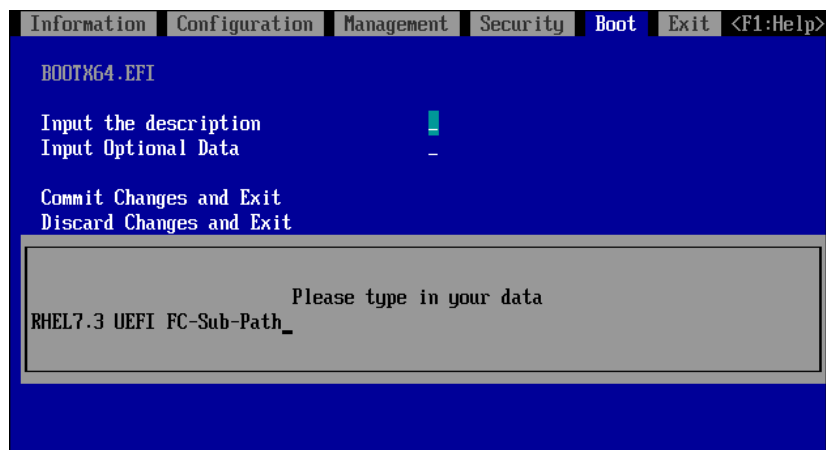 Information Configuration Management Security Boot Exit <F1:Help>
BOOTX64.EFI
Input the description _
Input Optional Data _
Commit Changes and Exit
Discard Changes and Exit
Please type in your data
RHEL7.3 UEFI FC-Sub-Path_